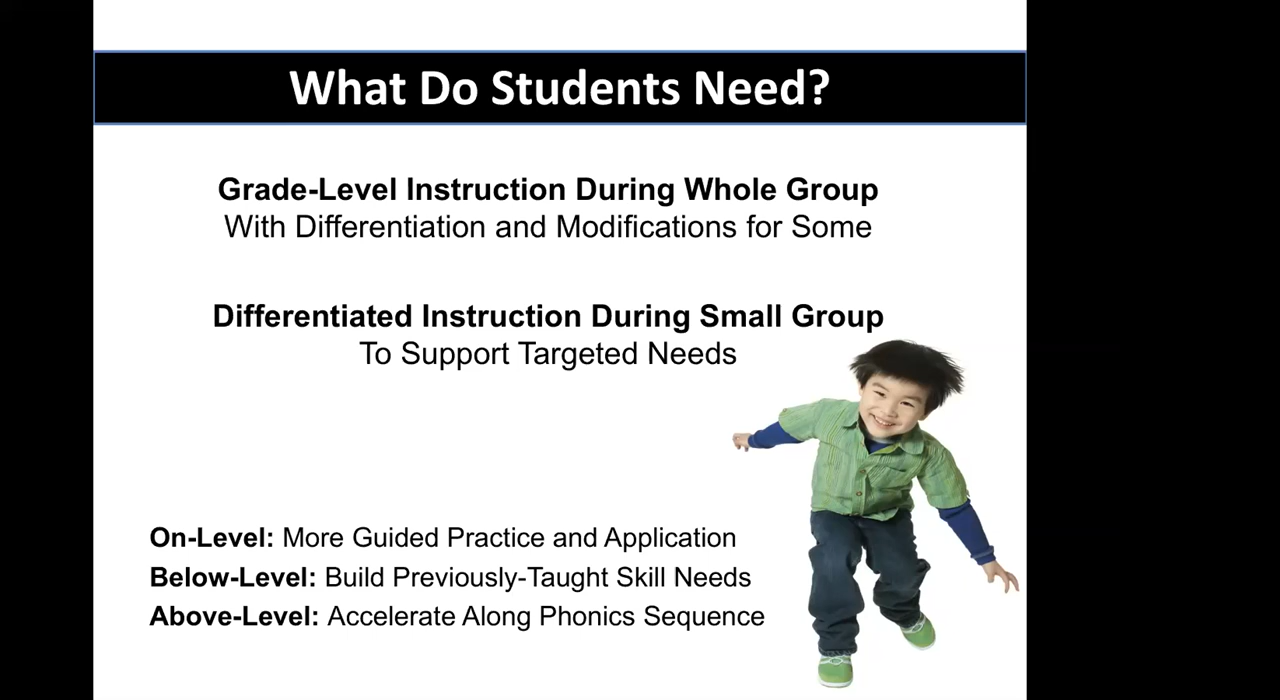 What Do Students Need?
Grade-Level Instruction During Whole Group
With Differentiation and Modifications for Some
Differentiated Instruction During Small Group
To Support Targeted Needs
On-Level: More Guided Practice and Application
Below-Level: Build Previously-Taught Skill Needs
Above-Level: Accelerate Along Phonics Sequence